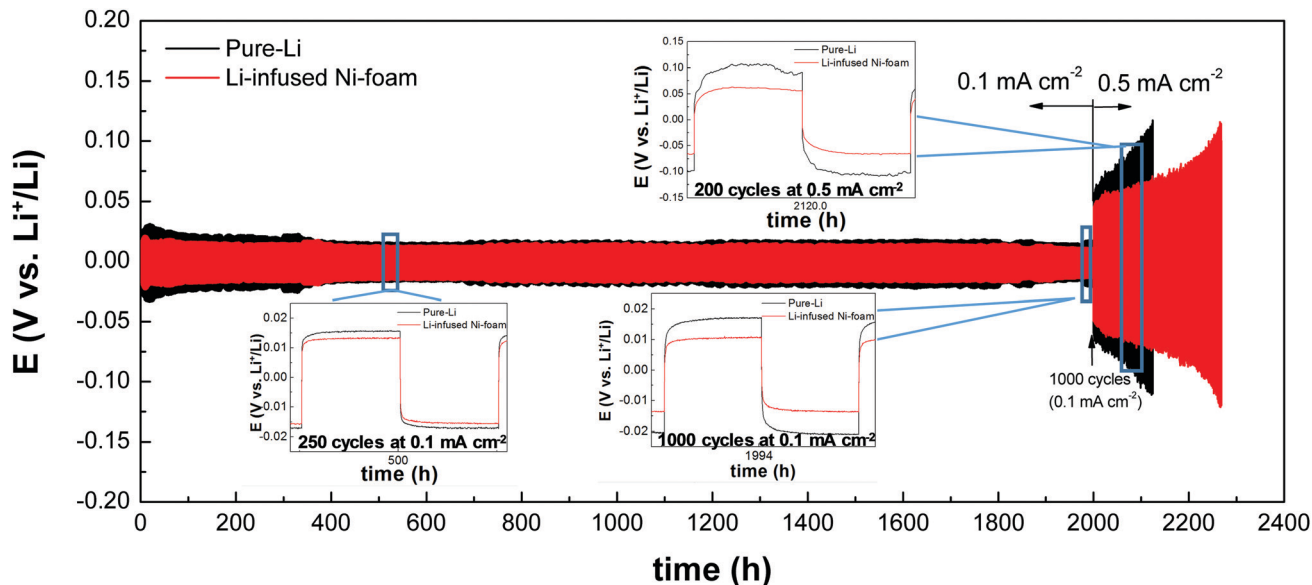 0.20
0.15
0.10
0.05
0.00
-0.05
-0.10
-0.15
-0.20
E (V vs. Li⁺/Li)
0 200 400 600 800 1000 1200 1400 1600 1800 2000 2200 2400
time (h)
Pure-Li
Li-infused Ni-foam
0.1 mA cm⁻² 0.5 mA cm⁻²
1000 cycles
(0.1 mA cm⁻²)
0.15
0.10
0.05
0.00
-0.05
-0.10
-0.15
E (V vs. Li⁺/Li)
Pure-Li
Li-infused Ni-foam
200 cycles at 0.5 mA cm⁻²
2120.0
time (h)
0.02
0.01
0.00
-0.01
-0.02
E (V vs. Li⁺/Li)
Pure-Li
Li-infused Ni-foam
250 cycles at 0.1 mA cm⁻²
500
time (h)
0.02
0.01
0.00
-0.01
-0.02
E (V vs. Li⁺/Li)
Pure-Li
Li-infused Ni-foam
1000 cycles at 0.1 mA cm⁻²
1994
time (h)